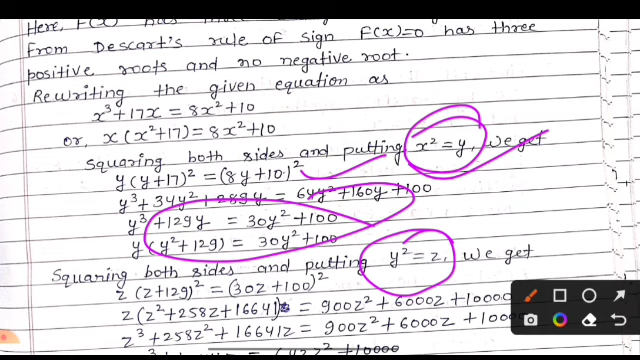 Here, F(x) has
From Descart's rule of sign F(x)=0 has three
positive roots and no negative root.
Rewriting the given equation as
x³+17x = 8x²+10
or, x(x²+17) = 8x²+10
Squaring both sides and putting x²=y, we get
y(y+17)² = (8y+10)²
y³+34y²+289y = 64y²+160y+100
y³+129y = 30y²+100
y(y²+129) = 30y²+100
Squaring both sides and putting y²=z, we get
z(z+129)² = (30z+100)²
z(z²+258z+16641) = 900z²+6000z+10000
z³+258z²+16641z = 900z²+6000z+10000